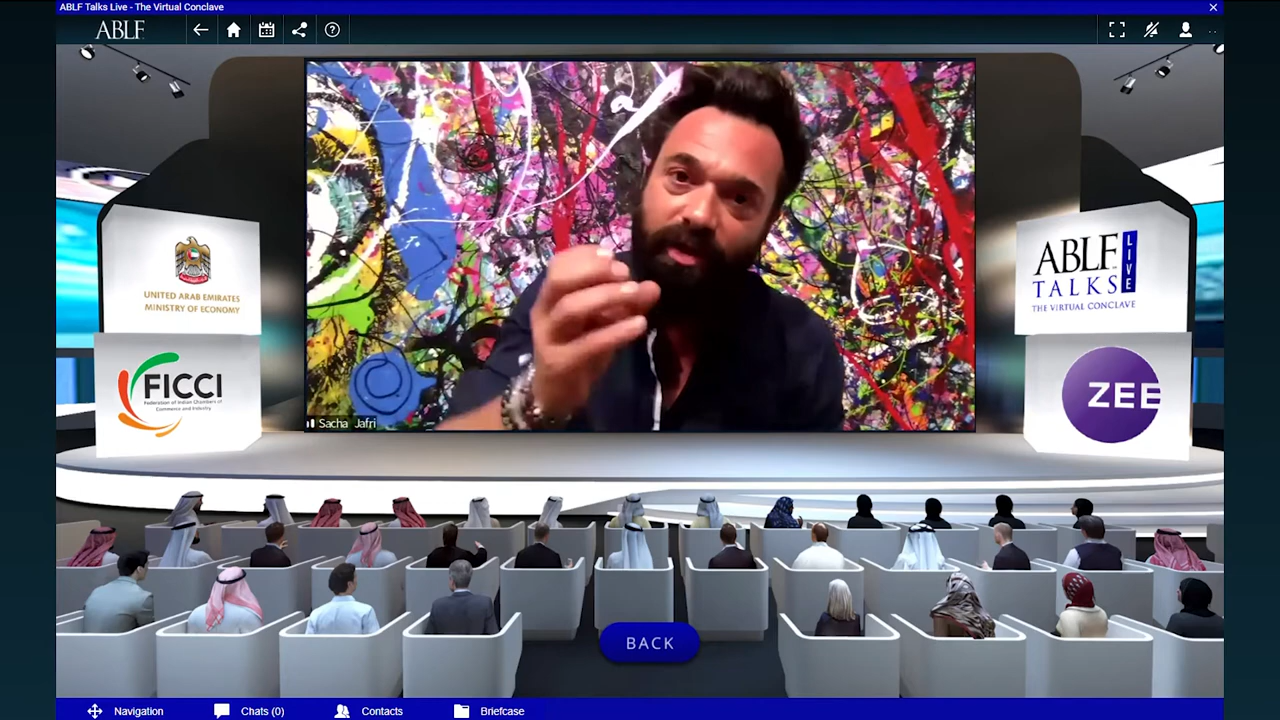 ABLF Talks Live - The Virtual Conclave
ABLF
UNITED ARAB EMIRATES
MINISTRY OF ECONOMY
FICCI
Federation of Indian Chambers of
Commerce and Industry
Sacha Jafri
ABLF
TALKS
LIVE
THE VIRTUAL CONCLAVE
ZEE
BACK
Navigation
Chats (0)
Contacts
Briefcase